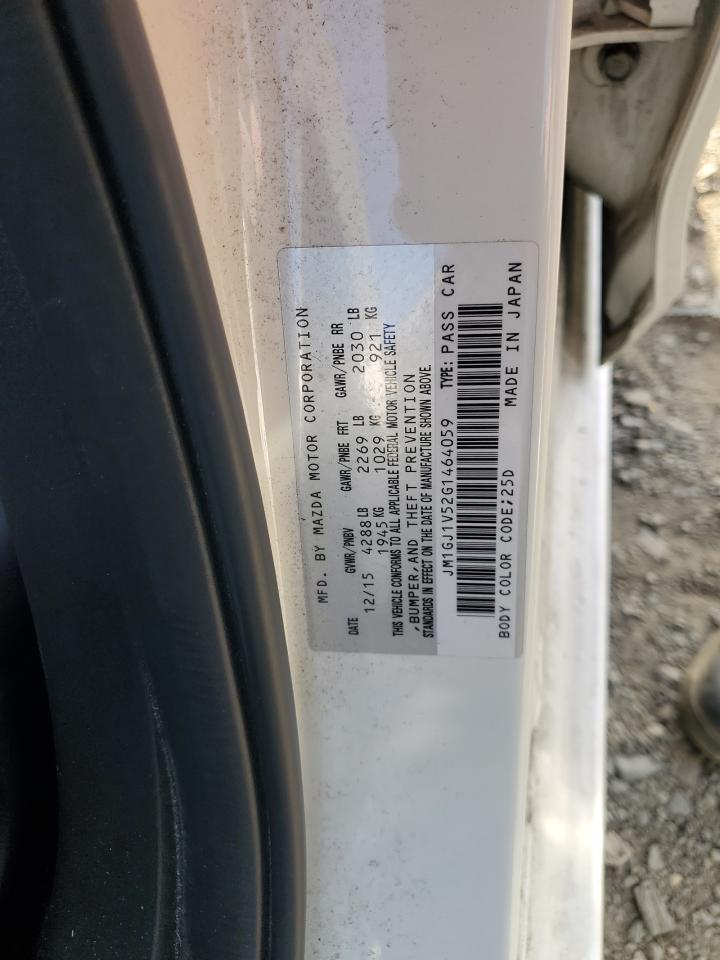 MFD. BY MAZDA MOTOR CORPORATION
DATE GVWR/PNBV GAWR/PNBE FRT GAWR/PNBE RR
12/15 4288 LB 2269 LB 2030 LB
1945 KG 1029 KG 921 KG
THIS VEHICLE CONFORMS TO ALL APPLICABLE FEDERAL MOTOR VEHICLE SAFETY
,BUMPER,AND THEFT PREVENTION
STANDARDS IN EFFECT ON THE DATE OF MANUFACTURE SHOWN ABOVE.
JM1GJ1V52G1464059 TYPE: PASS CAR
BODY COLOR CODE;25D MADE IN JAPAN